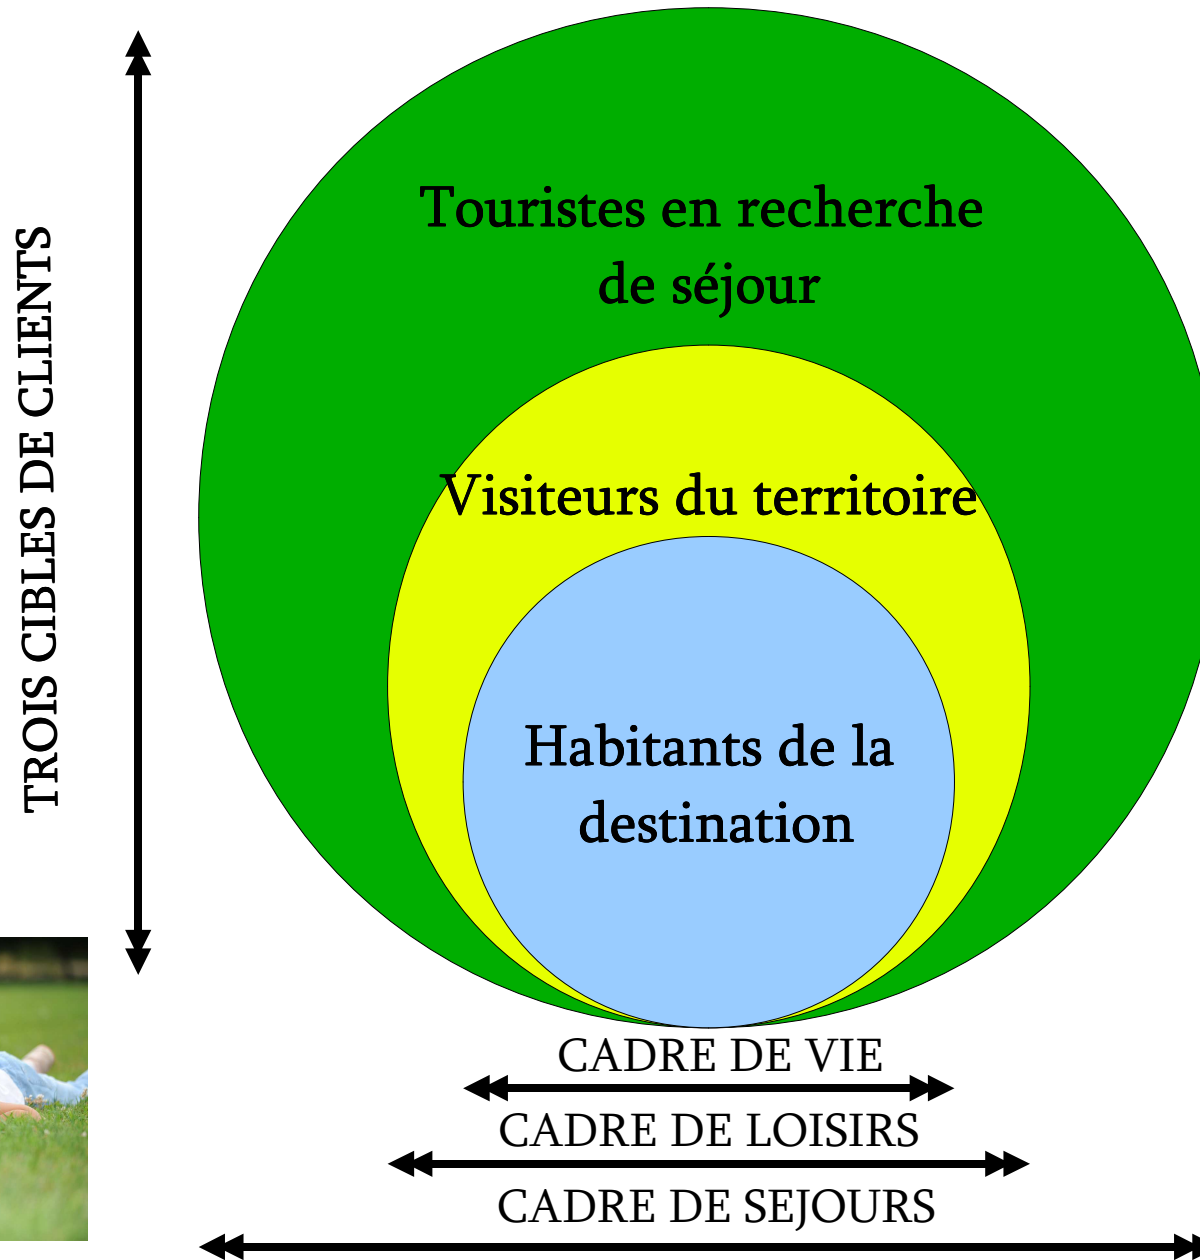 TROIS CIBLES DE CLIENTS
Touristes en recherche
de séjour
Visiteurs du territoire
Habitants de la
destination
CADRE DE VIE
CADRE DE LOISIRS
CADRE DE SEJOURS